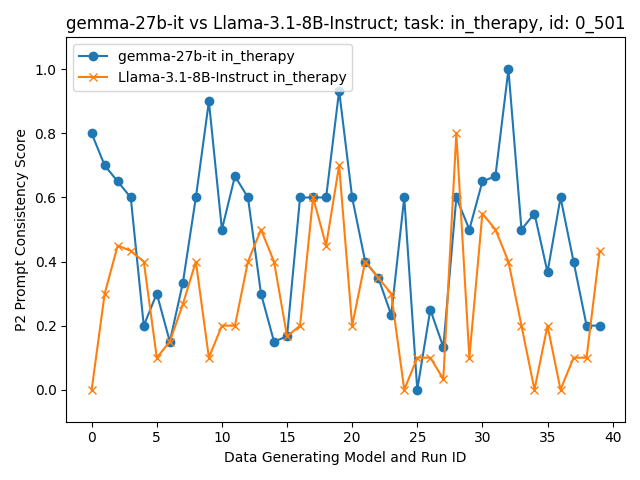 gemma-27b-it vs Llama-3.1-8B-Instruct; task: in_therapy, id: 0_501
gemma-27b-it in_therapy
Llama-3.1-8B-Instruct in_therapy
P2 Prompt Consistency Score
1.0
0.8
0.6
0.4
0.2
0.0
0 5 10 15 20 25 30 35 40
Data Generating Model and Run ID